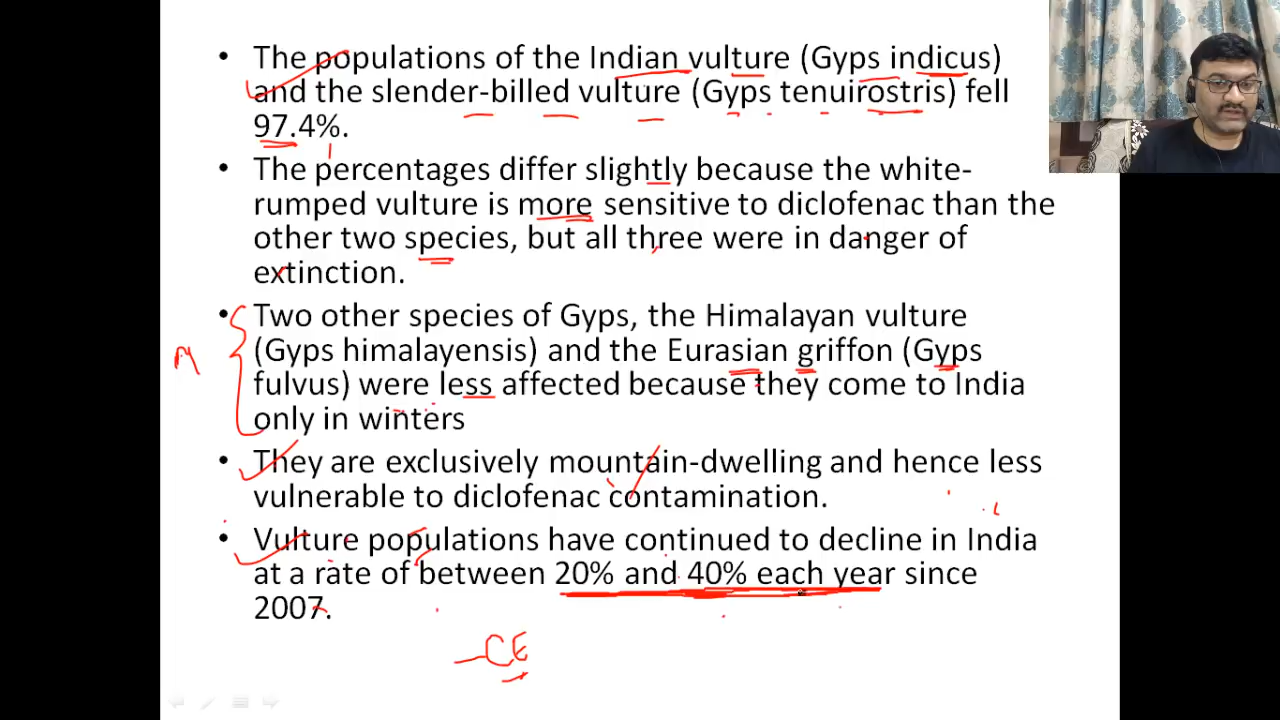 • The populations of the Indian vulture (Gyps indicus)
and the slender-billed vulture (Gyps tenuirostris) fell
97.4%.
• The percentages differ slightly because the white-
rumped vulture is more sensitive to diclofenac than the
other two species, but all three were in danger of
extinction.
• Two other species of Gyps, the Himalayan vulture
(Gyps himalayensis) and the Eurasian griffon (Gyps
fulvus) were less affected because they come to India
only in winters
• They are exclusively mountain-dwelling and hence less
vulnerable to diclofenac contamination.
• Vulture populations have continued to decline in India
at a rate of between 20% and 40% each year since
2007.
CE